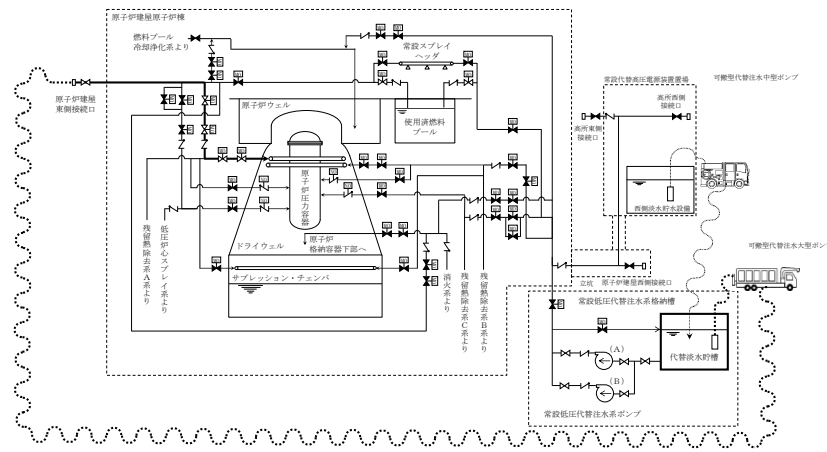 原子炉建屋原子炉棟
燃料プール
冷却浄化系より
常設スプレイ
ヘッダ
原子炉建屋
東側接続口
原子炉ウェル
使用済燃料
プール
常設代替高圧電源装置置場
可搬型代替注水中型ポンプ
高所西側
接続口
高所東側
接続口
西側淡水貯水設備
原子炉圧力容器
残留熱除去系A系より
低圧炉心スプレイ系より
ドライウェル
原子炉
格納容器下部へ
サプレッション・チェンバ
消火系より
残留熱除去系C系より
残留熱除去系B系より
立坑
原子炉建屋西側接続口
可搬型代替注水大型ポンプ
常設低圧代替注水系格納槽
代替淡水貯槽
(A)
(B)
常設低圧代替注水系ポンプ